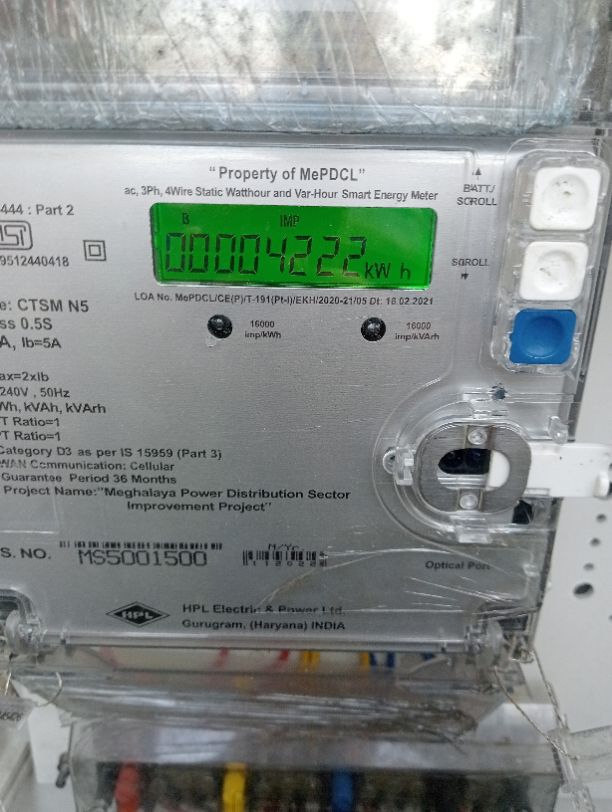 "Property of MePDCL"
ac, 3Ph, 4Wire Static Watthour and Var-Hour Smart Energy Meter
BATT/
SCROLL
444 : Part 2
B IMP
00004222 kW h
9512440418
SCROLL
LOA No. MePDCL/CE(P)/T-191(Pt-I)/EKH/2020-21/05 Dt: 18.02.2021
e: CTSM N5
ss 0.5S
A, Ib=5A
16000
imp/kWh
16000
imp/kVArh
ax=2xIb
240V , 50Hz
Wh, kVAh, kVArh
T Ratio=1
T Ratio=1
Category D3 as per IS 15959 (Part 3)
WAN Communication: Cellular
Guarantee Period 36 Months
Project Name:"Meghalaya Power Distribution Sector
Improvement Project"
S. NO.
MS5001500
M/Yr.
112022
Optical Port
HPL
HPL Electric & Power Ltd.
Gurugram, (Haryana) INDIA